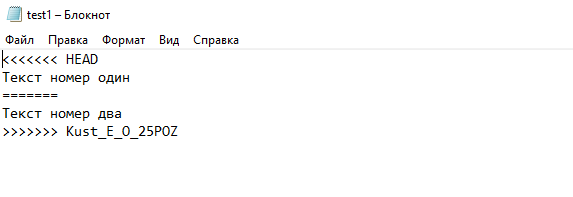 test1 – Блокнот
Файл Правка Формат Вид Справка
<<<<<<< HEAD
Текст номер один
=======
Текст номер два
>>>>>>> Kust_E_O_25POZ